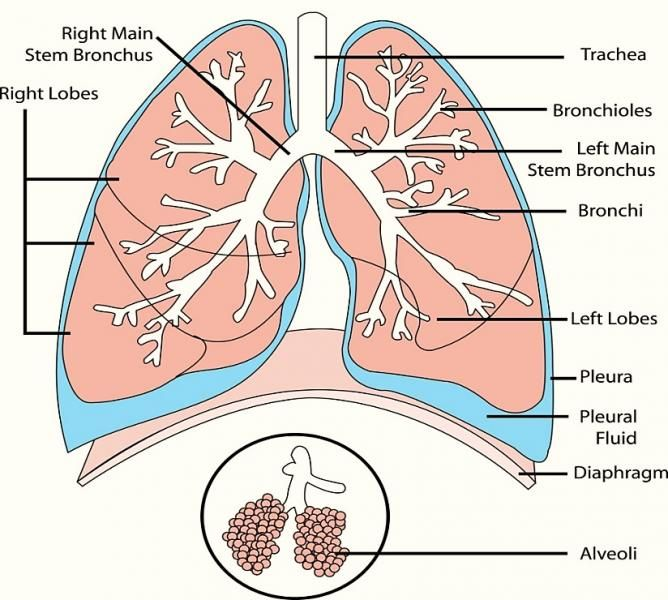 Right Main
Stem Bronchus
Right Lobes
Trachea
Bronchioles
Left Main
Stem Bronchus
Bronchi
Left Lobes
Pleura
Pleural
Fluid
Diaphragm
Alveoli